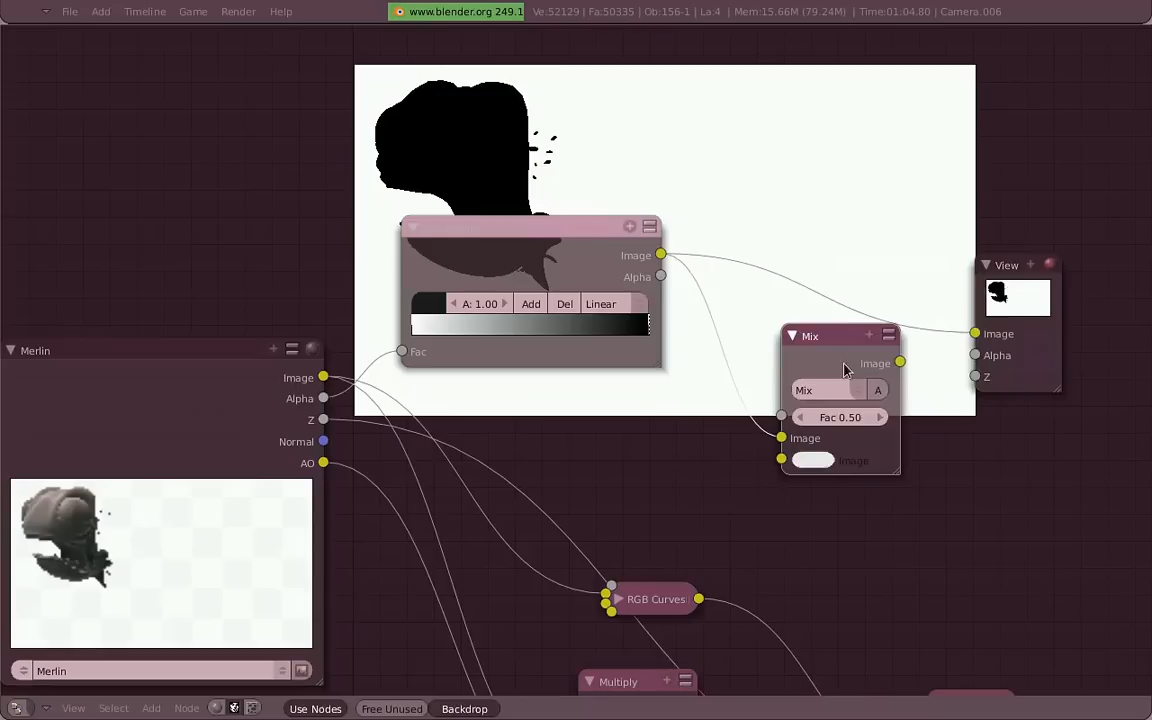 File Add Timeline Game Render Help www.blender.org 249.1 Ve:52129 | Fa:50335 | Ob:156-1 | La:4 | Mem:15.66M (79.24M) | Time:01:04.80 | Camera.006
Image
Alpha
A: 1.00 Add Del Linear
Fac
View
Image
Alpha
Z
Mix
Image
Mix A
Fac 0.50
Image
Image
Merlin
Image
Alpha
Z
Normal
AO
Merlin
RGB Curves
Multiply
View Select Add Node Use Nodes Free Unused Backdrop